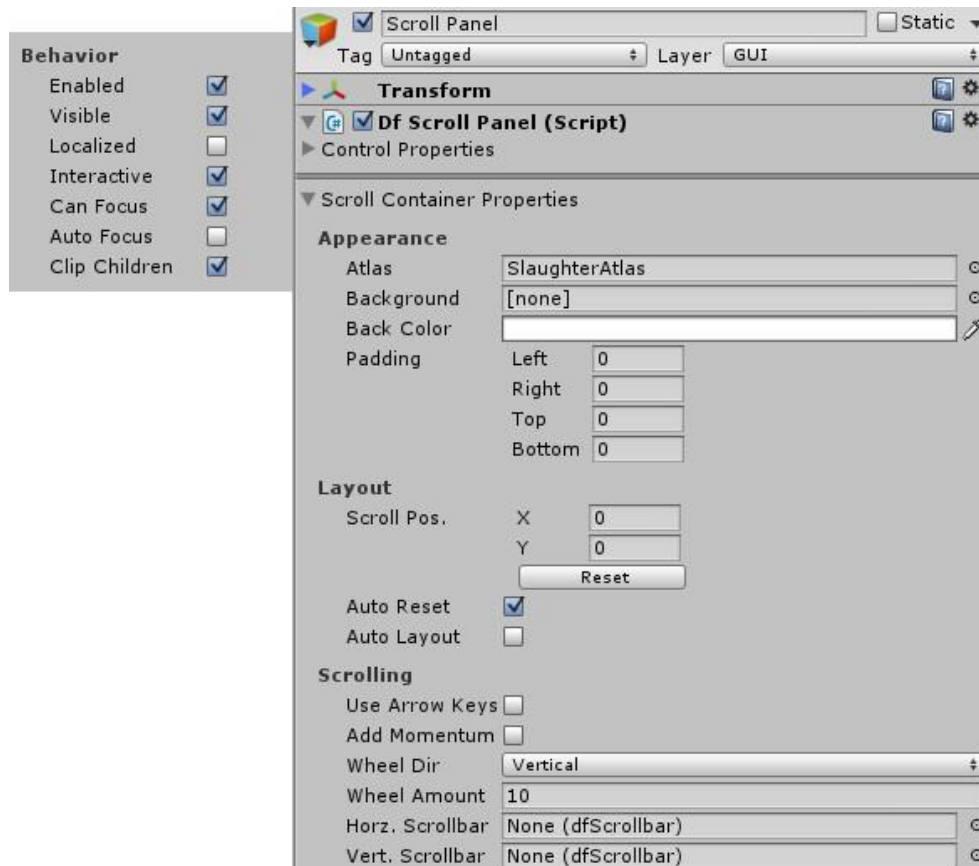 Behavior
Enabled
Visible
Localized
Interactive
Can Focus
Auto Focus
Clip Children
Scroll Panel Static
Tag Untagged Layer GUI
Transform
Df Scroll Panel (Script)
Control Properties
Scroll Container Properties
Appearance
Atlas SlaughterAtlas
Background [none]
Back Color
Padding Left 0
Right 0
Top 0
Bottom 0
Layout
Scroll Pos. X 0
Y 0
Reset
Auto Reset
Auto Layout
Scrolling
Use Arrow Keys
Add Momentum
Wheel Dir Vertical
Wheel Amount 10
Horz. Scrollbar None (dfScrollbar)
Vert. Scrollbar None (dfScrollbar)